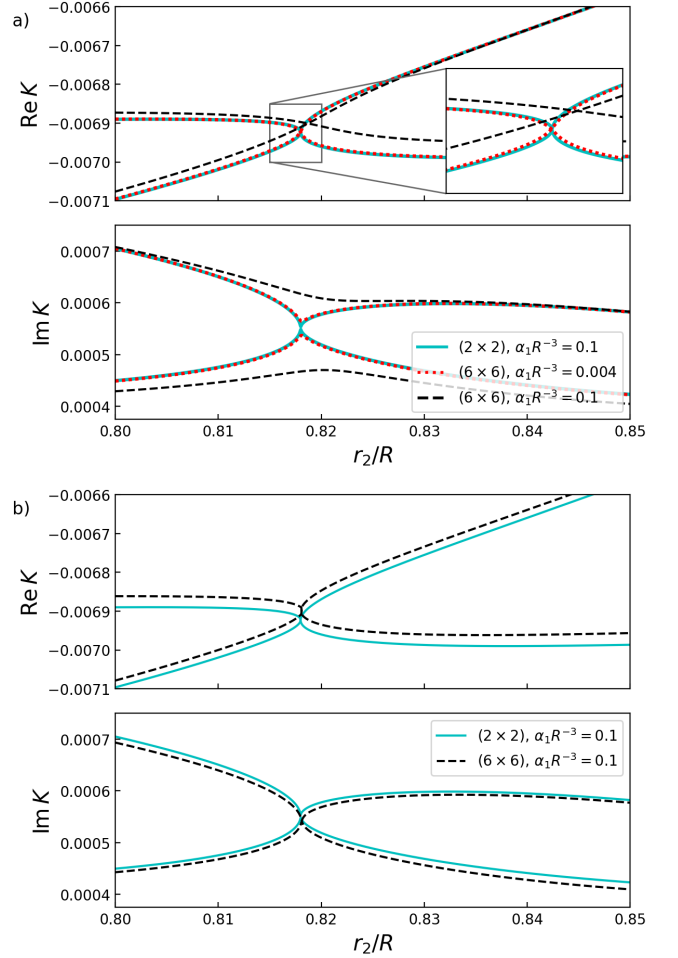 a)
−0.0066
−0.0067
−0.0068
−0.0069
−0.0070
−0.0071
Re K
0.0007
0.0006
0.0005
0.0004
Im K
(2 × 2), α₁R⁻³ = 0.1
(6 × 6), α₁R⁻³ = 0.004
(6 × 6), α₁R⁻³ = 0.1
0.80 0.81 0.82 0.83 0.84 0.85
r₂/R
b)
−0.0066
−0.0067
−0.0068
−0.0069
−0.0070
−0.0071
Re K
0.0007
0.0006
0.0005
0.0004
Im K
(2 × 2), α₁R⁻³ = 0.1
(6 × 6), α₁R⁻³ = 0.1
0.80 0.81 0.82 0.83 0.84 0.85
r₂/R